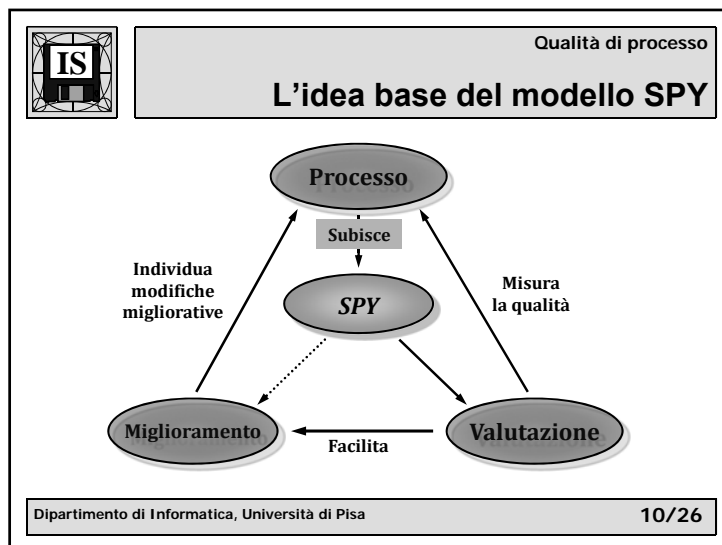 IS
Qualità di processo
L'idea base del modello SPY
Processo
Subisce
Individua
modifiche
migliorative
SPY
Misura
la qualità
Miglioramento
Facilita
Valutazione
Dipartimento di Informatica, Università di Pisa
10/26